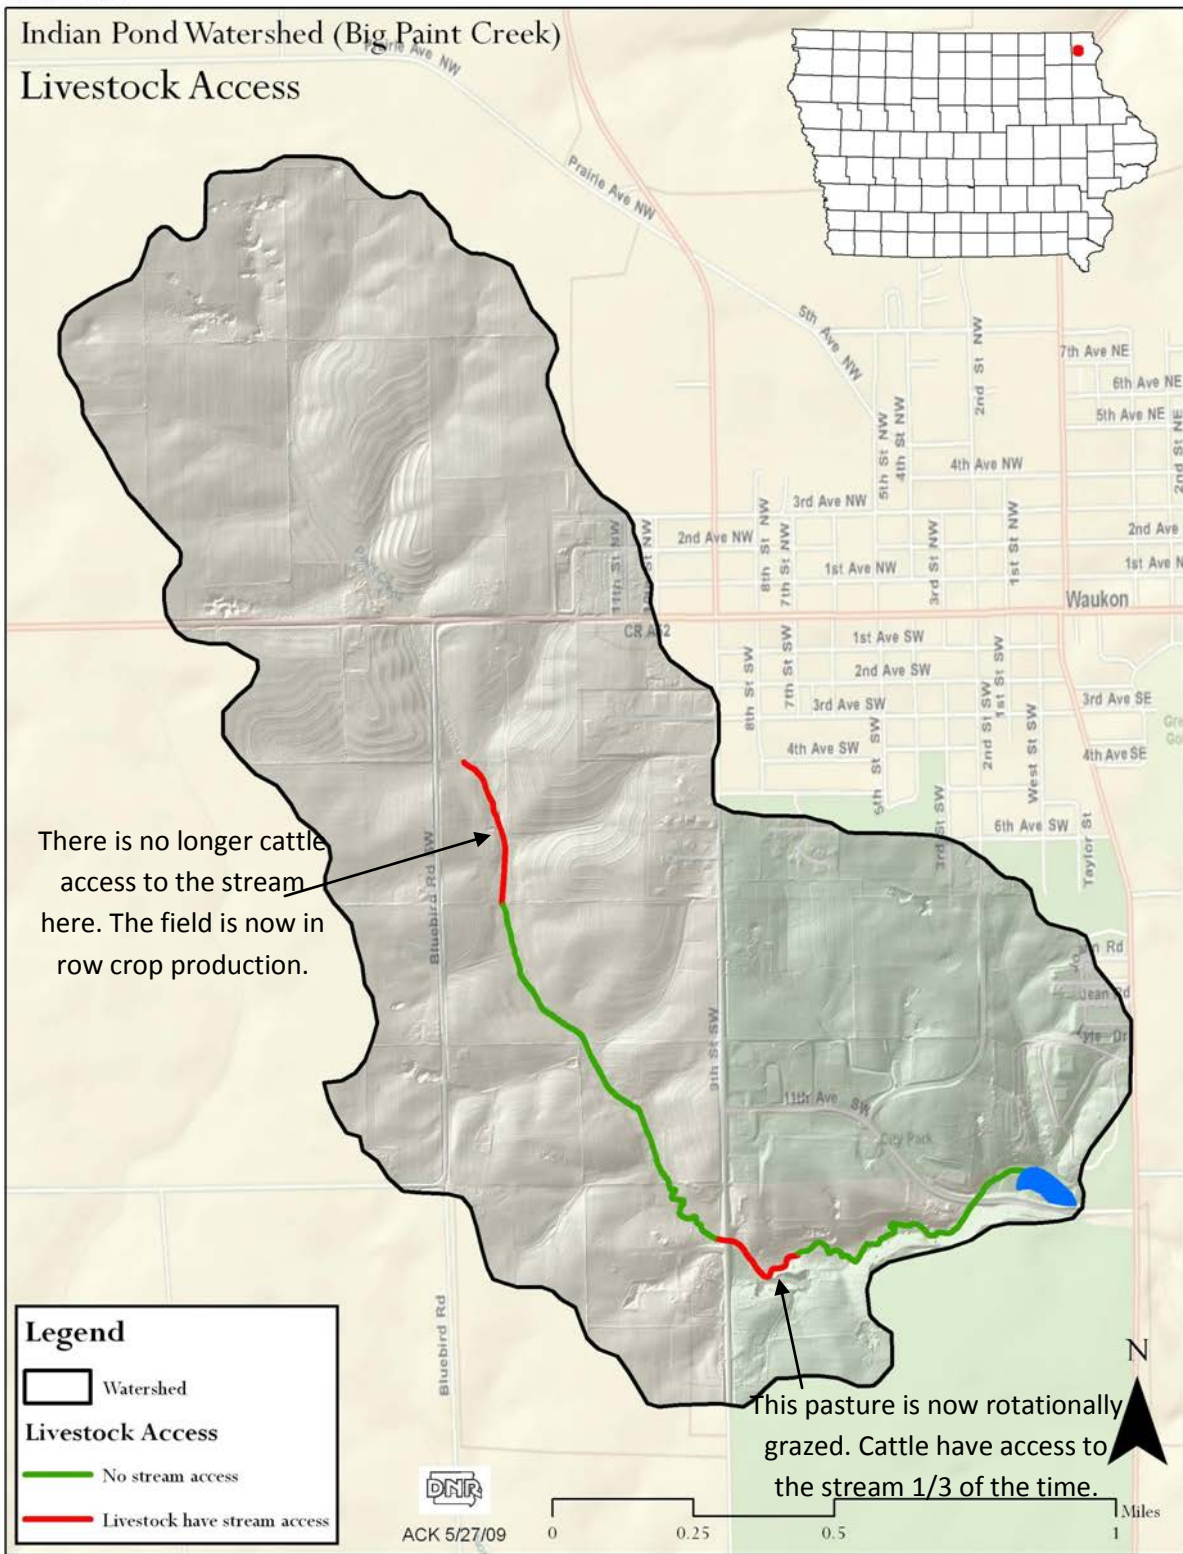 Indian Pond Watershed (Big Paint Creek)
Livestock Access
Prairie Ave NW
Prairie Ave NW
5th Ave NW
2nd St NW
7th Ave NE
6th Ave NE
5th Ave NE
2nd St NE
5th St NW
4th St NW
4th Ave NW
3rd Ave NW
8th St NW
7th St NW
3rd St NW
1st St NW
2nd Ave NW
2nd Ave
1st Ave NW
1st Ave N
11th St NW
Waukon
CR A52
1st Ave SW
2nd Ave SW
8th St SW
7th St SW
3rd Ave SW
3rd Ave SE
1st St SW
2nd St SW
West St SW
4th Ave SW
4th Ave SE
6th St SW
3rd St SW
6th Ave SW
Taylor St
There is no longer cattle
access to the stream
here. The field is now in
row crop production.
Bluebird Rd SW
9th St SW
11th Ave SW
City Park
Bluebird Rd
Legend
Watershed
Livestock Access
No stream access
Livestock have stream access
This pasture is now rotationally
grazed. Cattle have access to
the stream 1/3 of the time.
N
DNR
ACK 5/27/09
0 0.25 0.5 1 Miles